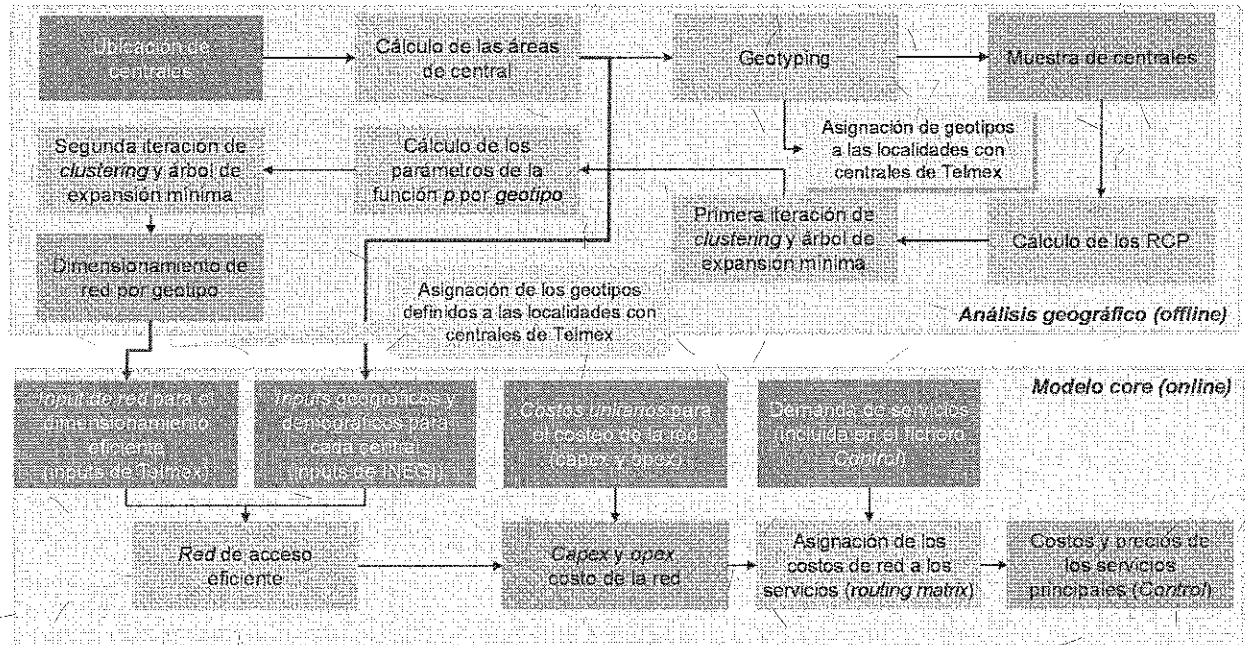 Ubicación de
centrales
Cálculo de las áreas
de central
Geotyping
Muestra de centrales
Segunda iteración de
clustering y árbol de
expansión mínima
Cálculo de los
parámetros de la
función p por geotipo
Asignación de geotipos
a las localidades con
centrales de Telmex
Primera iteración de
clustering y árbol de
expansión mínima
Cálculo de los RCP
Dimensionamiento de
red por geotipo
Asignación de los geotipos
definidos a las localidades con
centrales de Telmex
Análisis geográfico (offline)
Modelo core (online)
Input de red para el
dimensionamiento
eficiente
(inputs de Telmex)
Inputs geográficos y
demográficos para
cada central
(inputs de INEGI)
Costos unitarios para
el costeo de la red
(capex y opex)
Demanda de servicios
(incluida en el fichero
Control)
Red de acceso
eficiente
Capex y opex
costo de la red
Asignación de los
costos de red a los
servicios (routing matrix)
Costos y precios de
los servicios
principales (Control)